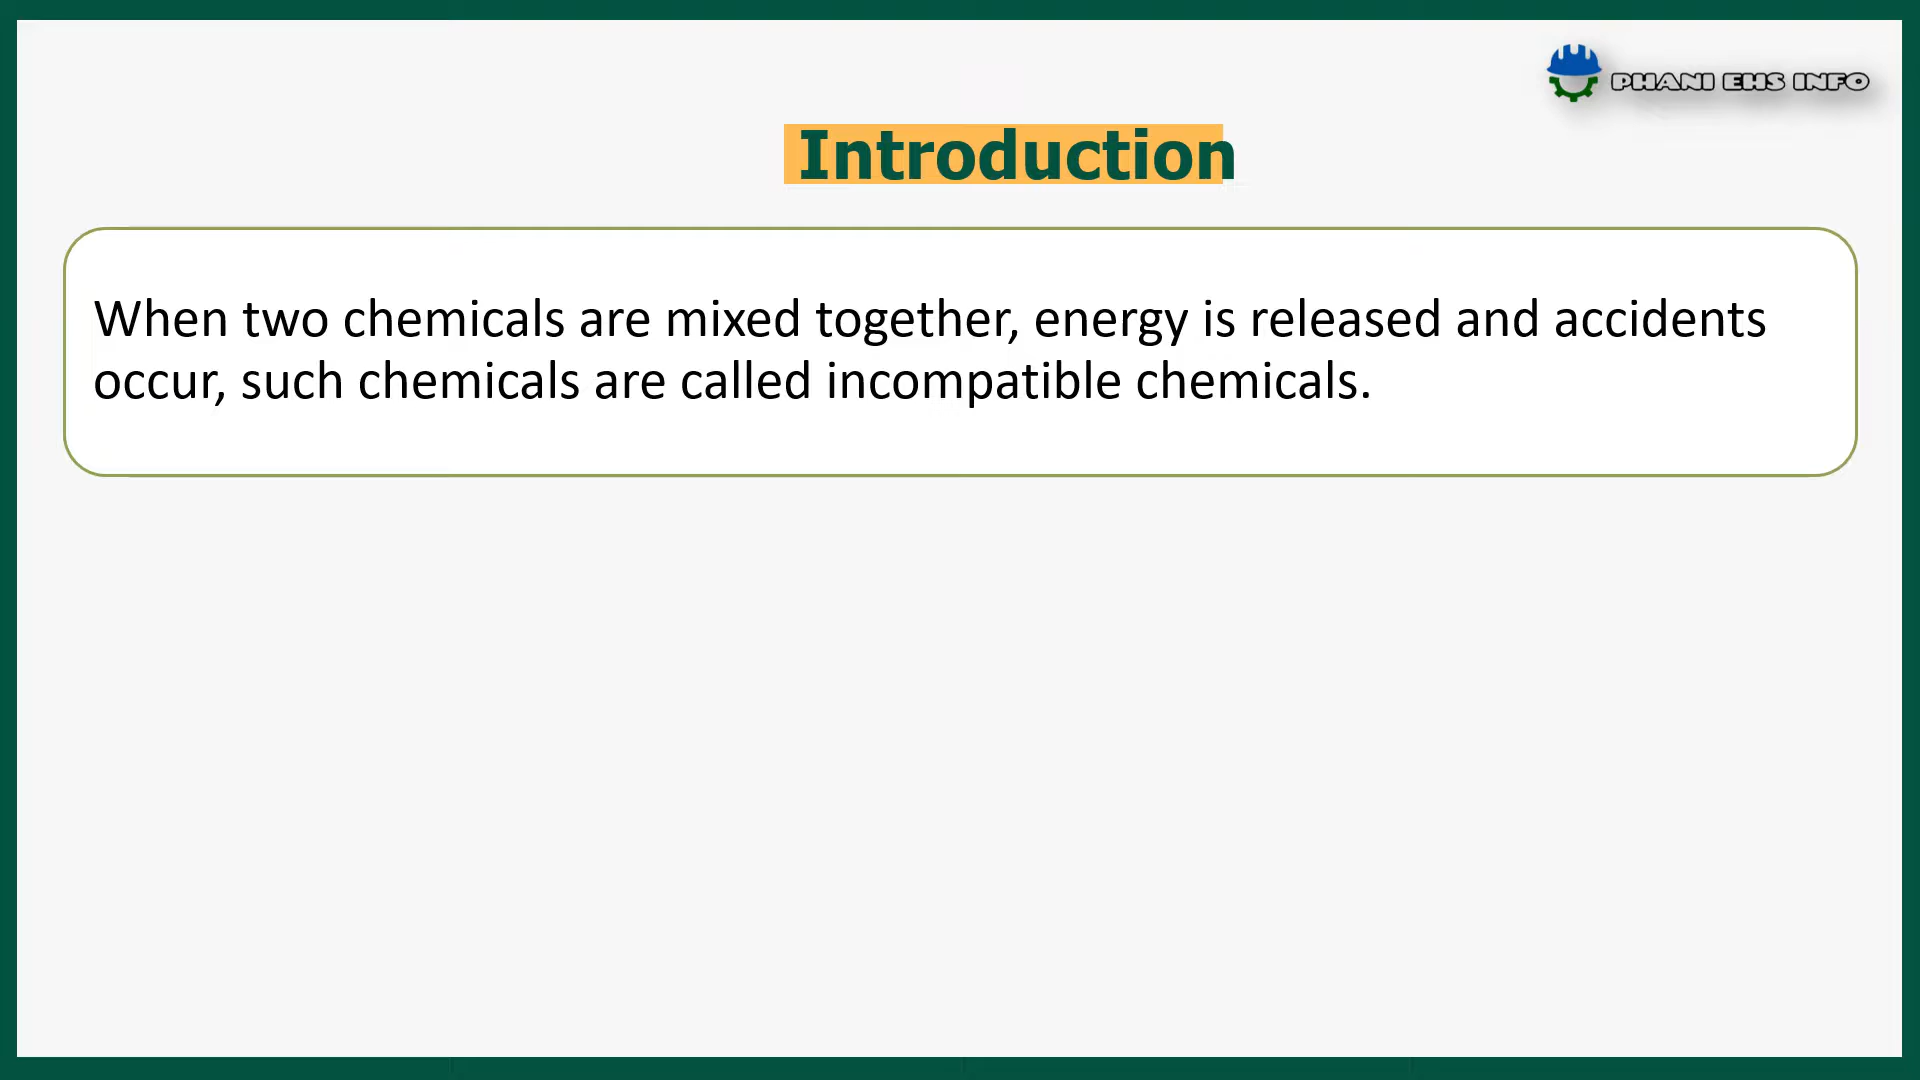 PHANI EHS INFO
Introduction
When two chemicals are mixed together, energy is released and accidents
occur, such chemicals are called incompatible chemicals.